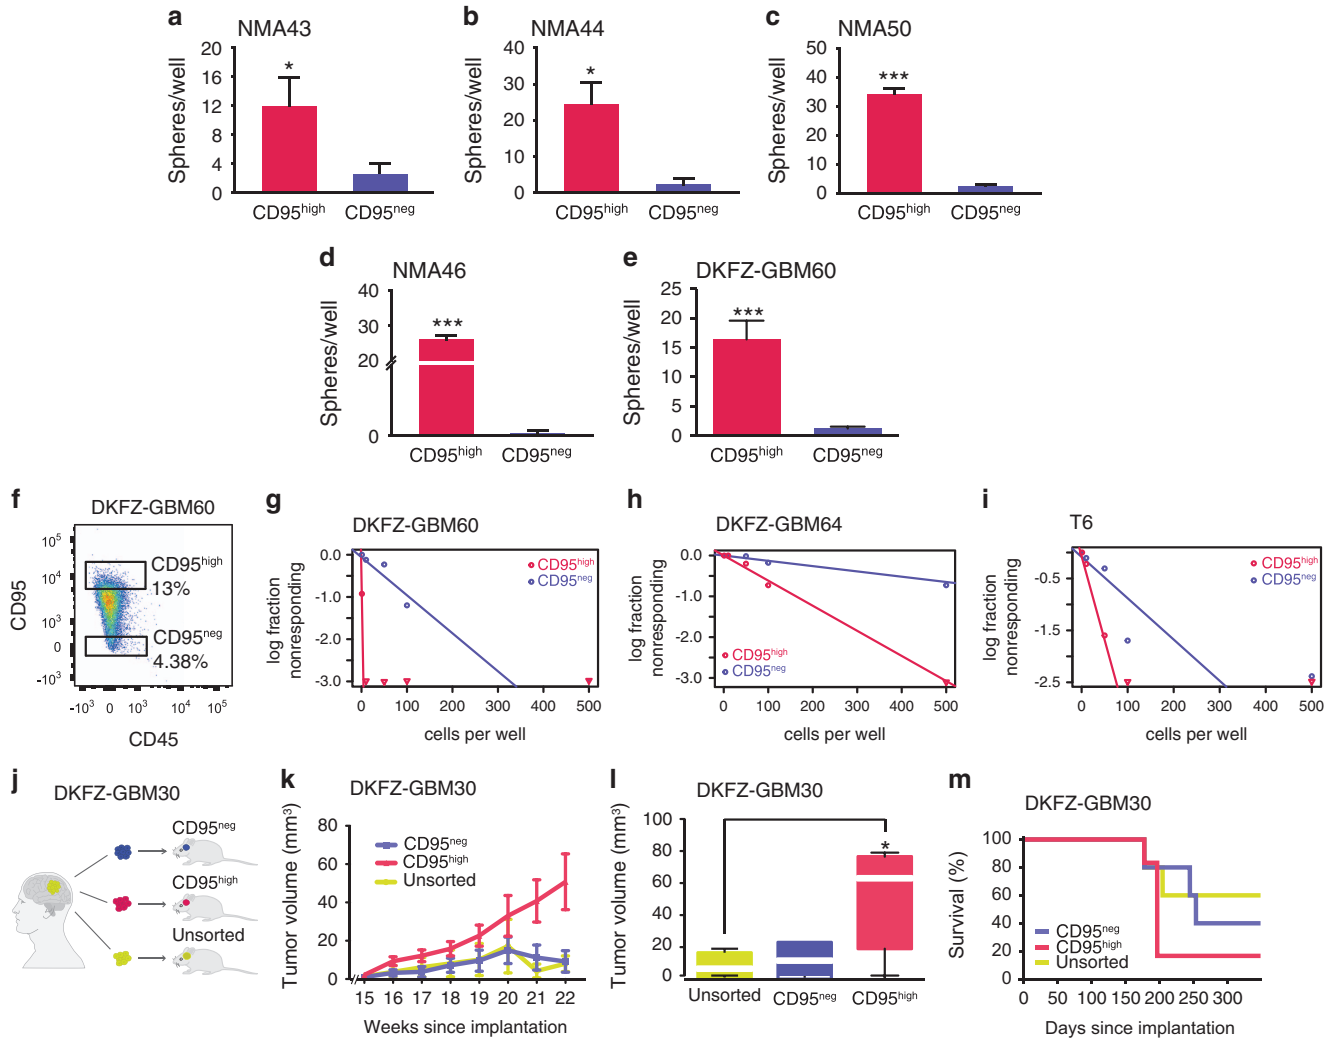 a NMA43
Spheres/well
20
16
12
8
4
0
*
CD95high CD95neg
b NMA44
Spheres/well
40
30
20
10
0
*
CD95high CD95neg
c NMA50
Spheres/well
50
40
30
20
10
0
***
CD95high CD95neg
d NMA46
Spheres/well
40
30
20
0
***
CD95high CD95neg
e DKFZ-GBM60
Spheres/well
25
20
15
10
5
0
***
CD95high CD95neg
f DKFZ-GBM60
CD95
10^5
10^4
10^3
0
-10^3
CD95high
13%
CD95neg
4.38%
-10^3 0 10^3 10^4 10^5
CD45
g DKFZ-GBM60
log fraction
nonresponding
0.0
-1.0
-2.0
-3.0
CD95high
CD95neg
0 100 200 300 400 500
cells per well
h DKFZ-GBM64
log fraction
nonresponding
0.0
-1.0
-2.0
-3.0
CD95high
CD95neg
0 100 200 300 400 500
cells per well
i T6
log fraction
nonresponding
-0.5
-1.5
-2.5
CD95high
CD95neg
0 100 200 300 400 500
cells per well
j DKFZ-GBM30
CD95neg
CD95high
Unsorted
k DKFZ-GBM30
Tumor volume (mm³)
80
60
40
20
0
CD95neg
CD95high
Unsorted
15 16 17 18 19 20 21 22
Weeks since implantation
l DKFZ-GBM30
Tumor volume (mm³)
100
80
60
40
20
0
*
Unsorted CD95neg CD95high
m DKFZ-GBM30
Survival (%)
100
80
60
40
20
0
CD95neg
CD95high
Unsorted
0 50 100 150 200 250 300
Days since implantation